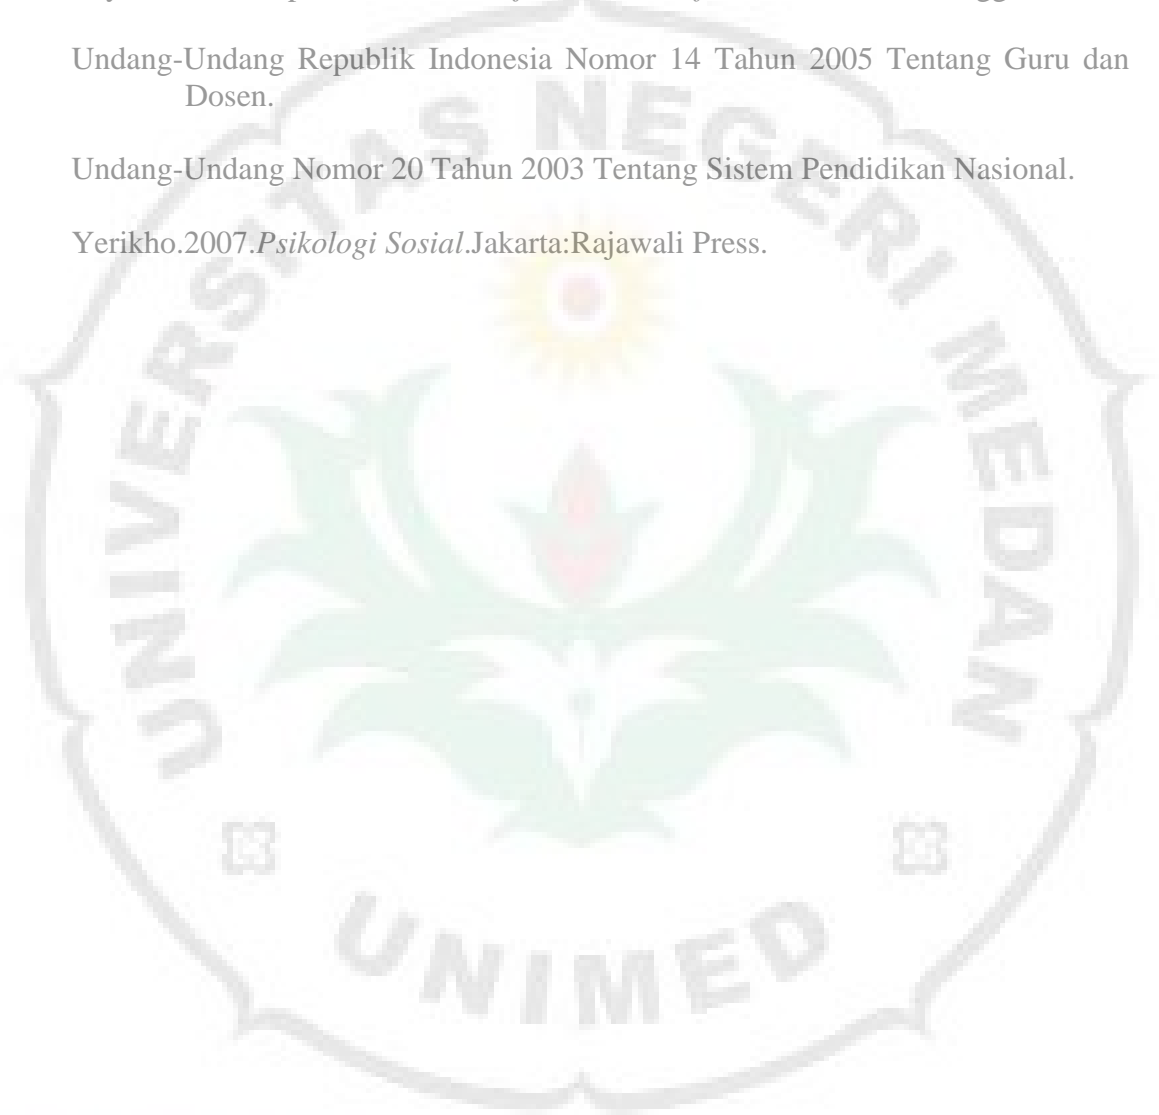 Undang-Undang Republik Indonesia Nomor 14 Tahun 2005 Tentang Guru dan
Dosen.
Undang-Undang Nomor 20 Tahun 2003 Tentang Sistem Pendidikan Nasional.
Yerikho.2007.Psikologi Sosial.Jakarta:Rajawali Press.
UNIVERSITAS NEGERI MEDAN
UNIMED